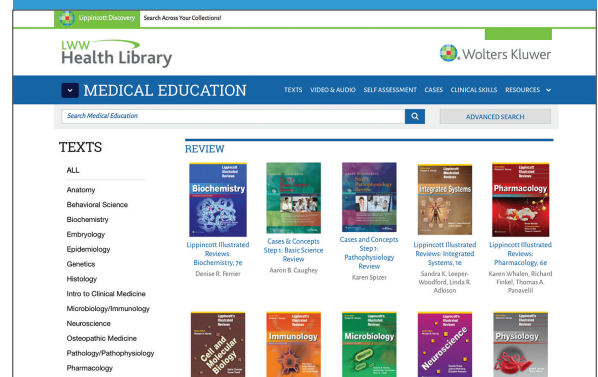 Lippincott Discovery Search Across Your Collections!
LWW
Health Library
Wolters Kluwer
MEDICAL EDUCATION
TEXTS VIDEO & AUDIO SELF ASSESSMENT CASES CLINICAL SKILLS RESOURCES
Search Medical Education
ADVANCED SEARCH
TEXTS
ALL
Anatomy
Behavioral Science
Biochemistry
Embryology
Epidemiology
Genetics
Histology
Intro to Clinical Medicine
Microbiology/Immunology
Neuroscience
Osteopathic Medicine
Pathology/Pathophysiology
Pharmacology
REVIEW
Lippincott Illustrated Reviews
Biochemistry
Lippincott Illustrated
Reviews:
Biochemistry, 7e
Denise R. Ferrier
Cases & Concepts
Step 1: Basic Science
Review
Aaron B. Caughey
Cases and Concepts
Step 1:
Pathophysiology
Review
Karen Spizer
Integrated Systems
Lippincott Illustrated
Reviews: Integrated
Systems, 1e
Sandra K. Leeper-
Woodford, Linda R.
Adkison
Pharmacology
Lippincott Illustrated
Reviews:
Pharmacology, 6e
Karen Whalen, Richard
Finkel, Thomas A.
Panavelil
Cell and
Molecular
Biology
Immunology
Microbiology
Neuroscience
Physiology